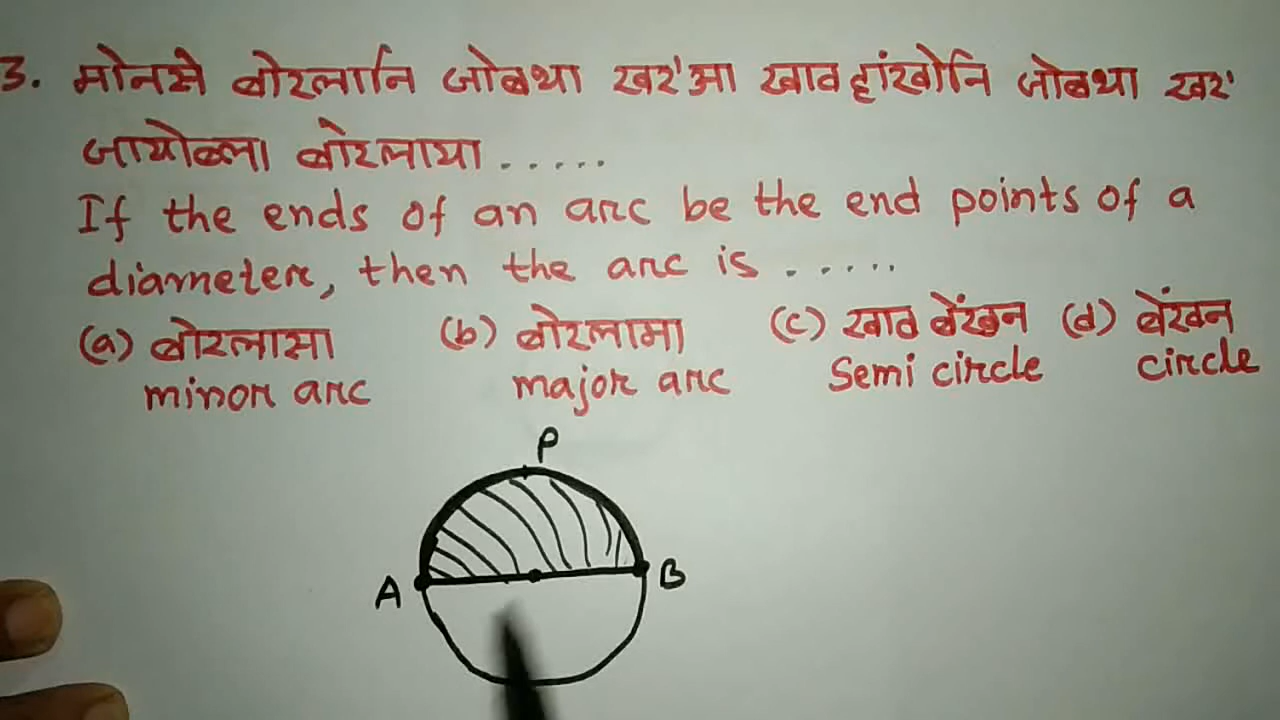 3. मोनसे बोरलानि जोबथा खर'आ खाव हांखोनि जोबथा खर'
जायोब्ला बोरलाया .....
If the ends of an arc be the end points of a
diameter, then the arc is .....
(a) बोरलासा (b) बोरलामा (c) खाव बेंखन (d) बेंखन
minor arc major arc Semi circle circle
P
A B